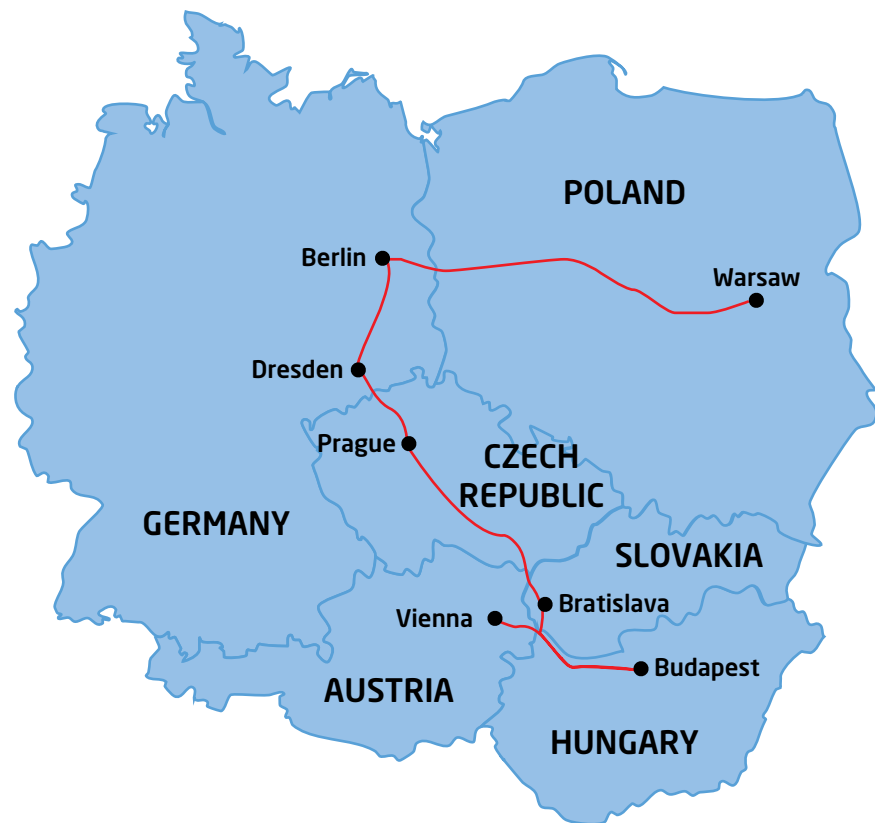 POLAND
Berlin
Warsaw
Dresden
Prague
CZECH
REPUBLIC
GERMANY
SLOVAKIA
Bratislava
Vienna
Budapest
AUSTRIA
HUNGARY